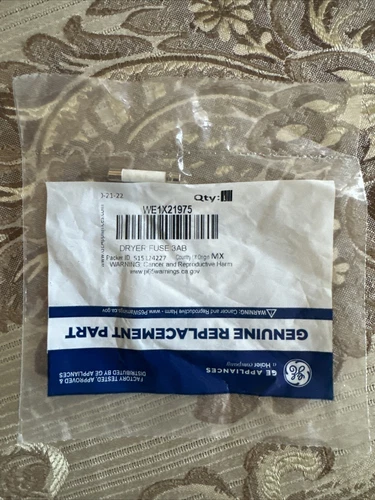 3-21-22
Qty:
WE1X21975
DRYER FUSE 3AB
Packer ID: 515124227 Country of Origin MX
WARNING: Cancer and Reproductive Harm
www.p65warnings.ca.gov
WARNING: Cancer and Reproductive Harm - www.P65Warnings.ca.gov
GENUINE REPLACEMENT PART
GE
GE APPLIANCES
a Haier company
FACTORY TESTED, APPROVED &
DISTRIBUTED BY GE APPLIANCES